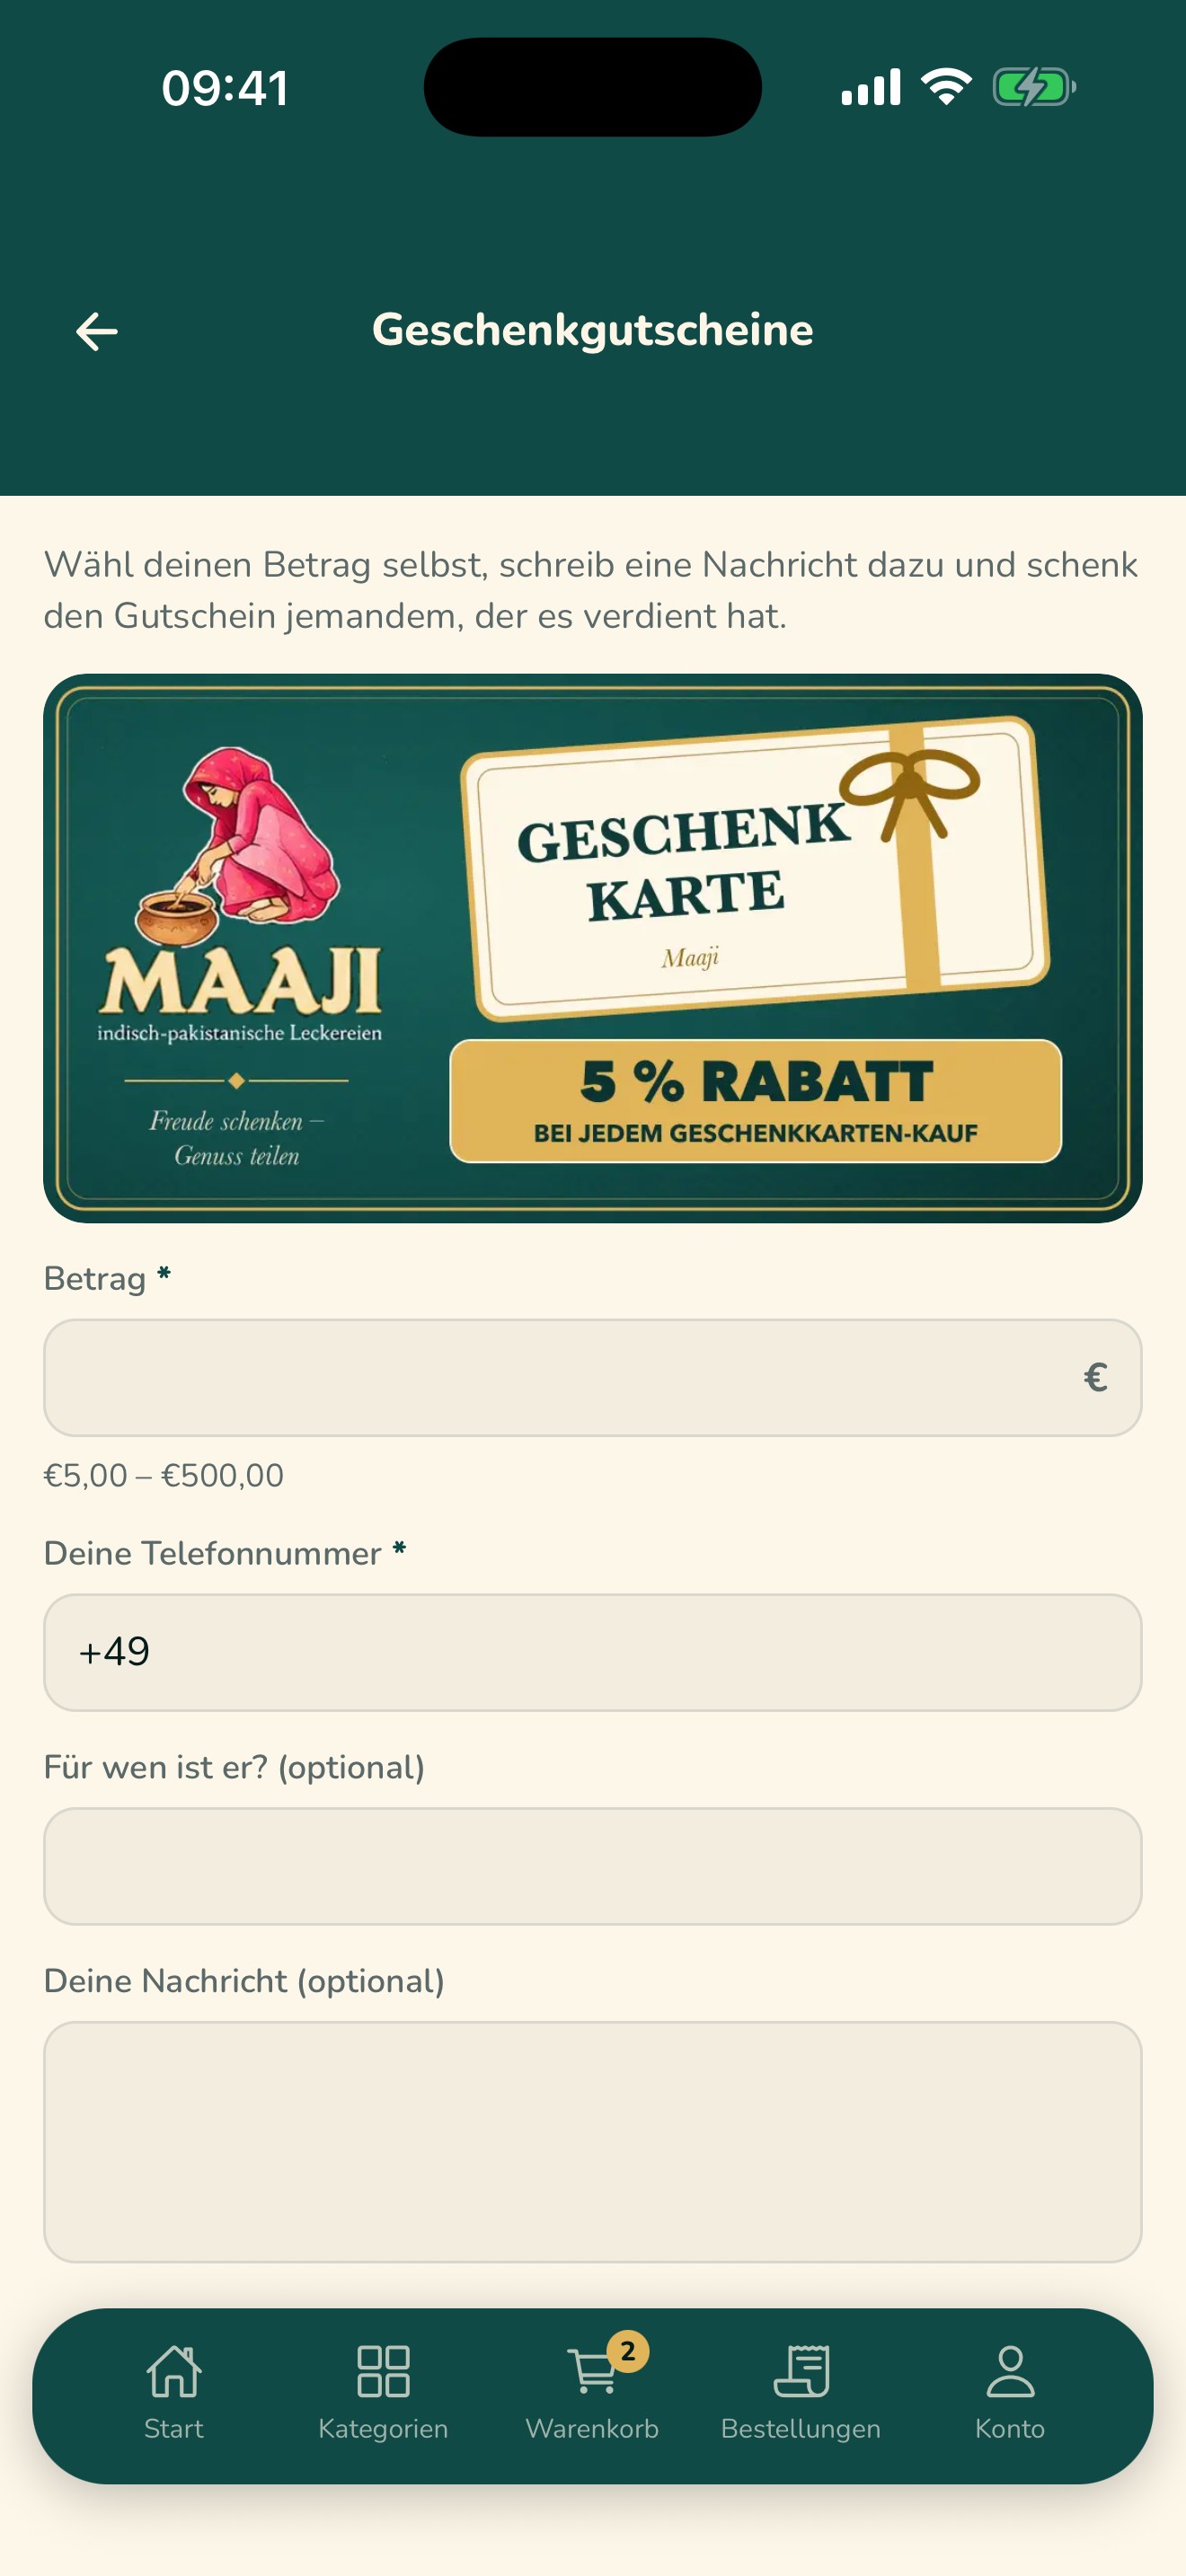 09:41
Geschenkgutscheine
Wähl deinen Betrag selbst, schreib eine Nachricht dazu und schenk
den Gutschein jemandem, der es verdient hat.
MAAJI
indisch-pakistanische Leckereien
Freude schenken –
Genuss teilen
GESCHENK
KARTE
Maaji
5 % RABATT
BEI JEDEM GESCHENKKARTEN-KAUF
Betrag *
€
€5,00 – €500,00
Deine Telefonnummer *
+49
Für wen ist er? (optional)
Deine Nachricht (optional)
2
Start Kategorien Warenkorb Bestellungen Konto